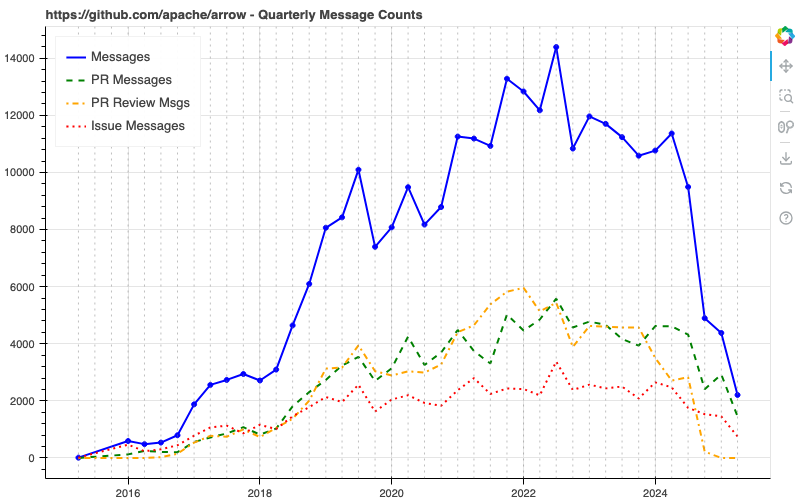 https://github.com/apache/arrow - Quarterly Message Counts
Messages
PR Messages
PR Review Msgs
Issue Messages
14000
12000
10000
8000
6000
4000
2000
0
2016 2018 2020 2022 2024